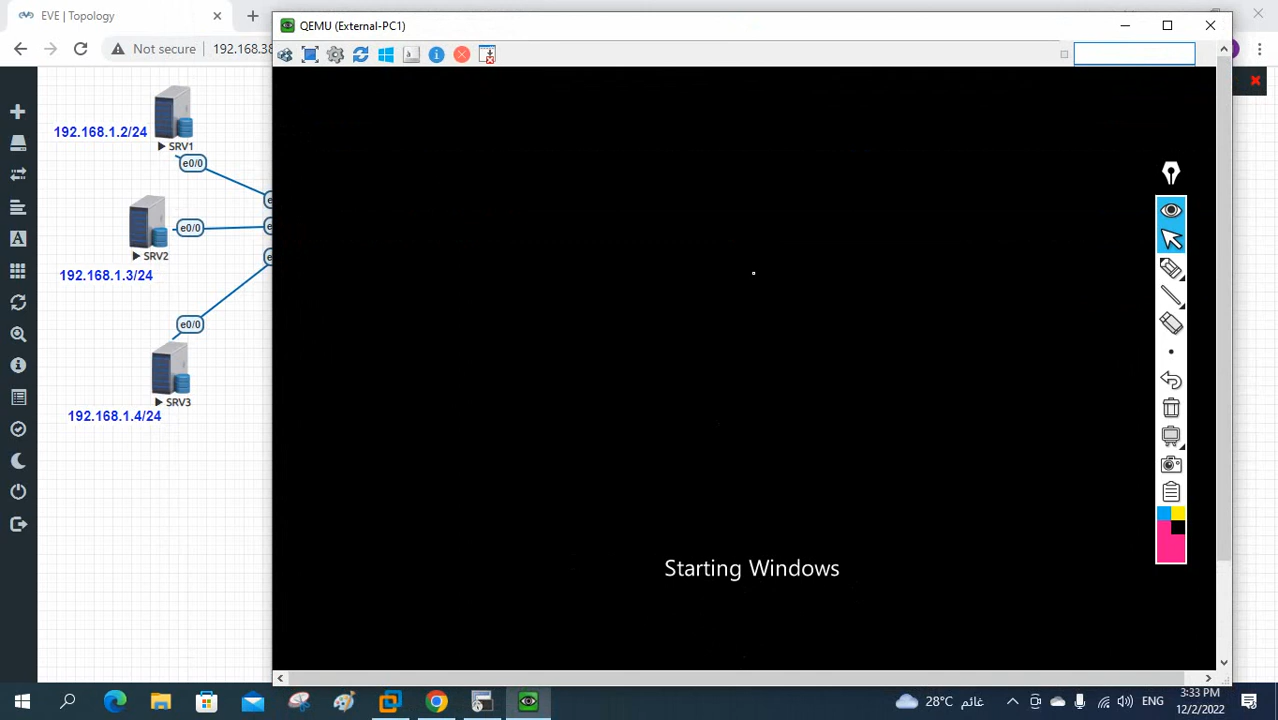 EVE | Topology
QEMU (External-PC1)
Not secure
192.168.38
192.168.1.2/24
SRV1
e0/0
e0/0
SRV2
192.168.1.3/24
e0/0
SRV3
192.168.1.4/24
Starting Windows
28°C غائم
ENG
3:33 PM
12/2/2022